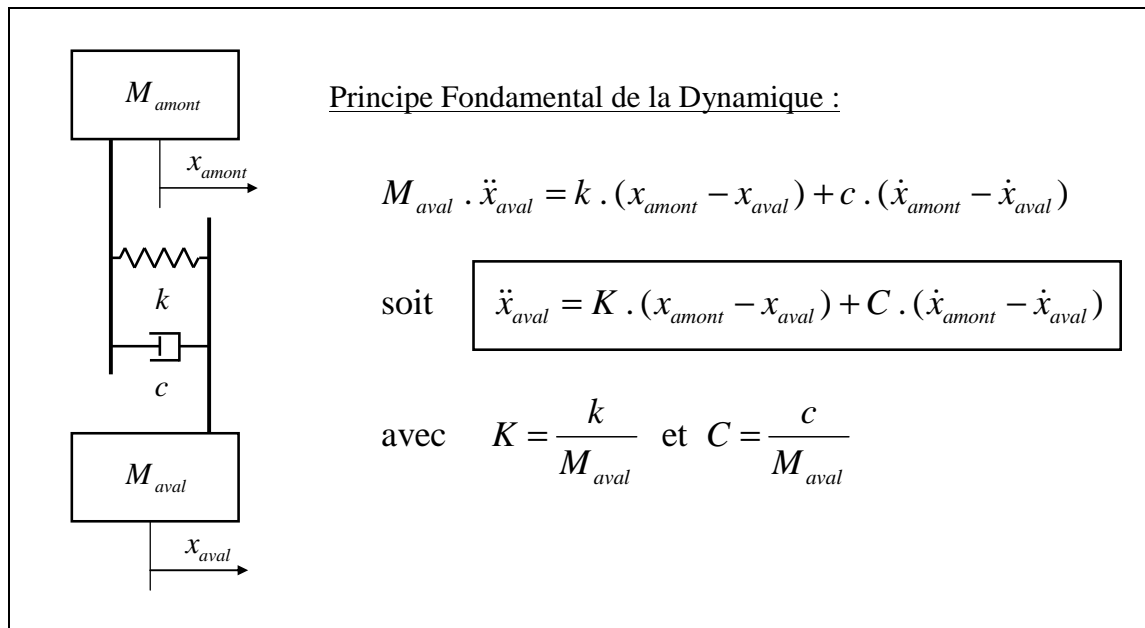 M_amont
x_amont
k
c
M_aval
x_aval
Principe Fondamental de la Dynamique :
M_aval . ẍ_aval = k . (x_amont − x_aval) + c . (ẋ_amont − ẋ_aval)
soit ẍ_aval = K . (x_amont − x_aval) + C . (ẋ_amont − ẋ_aval)
avec K = k / M_aval et C = c / M_aval